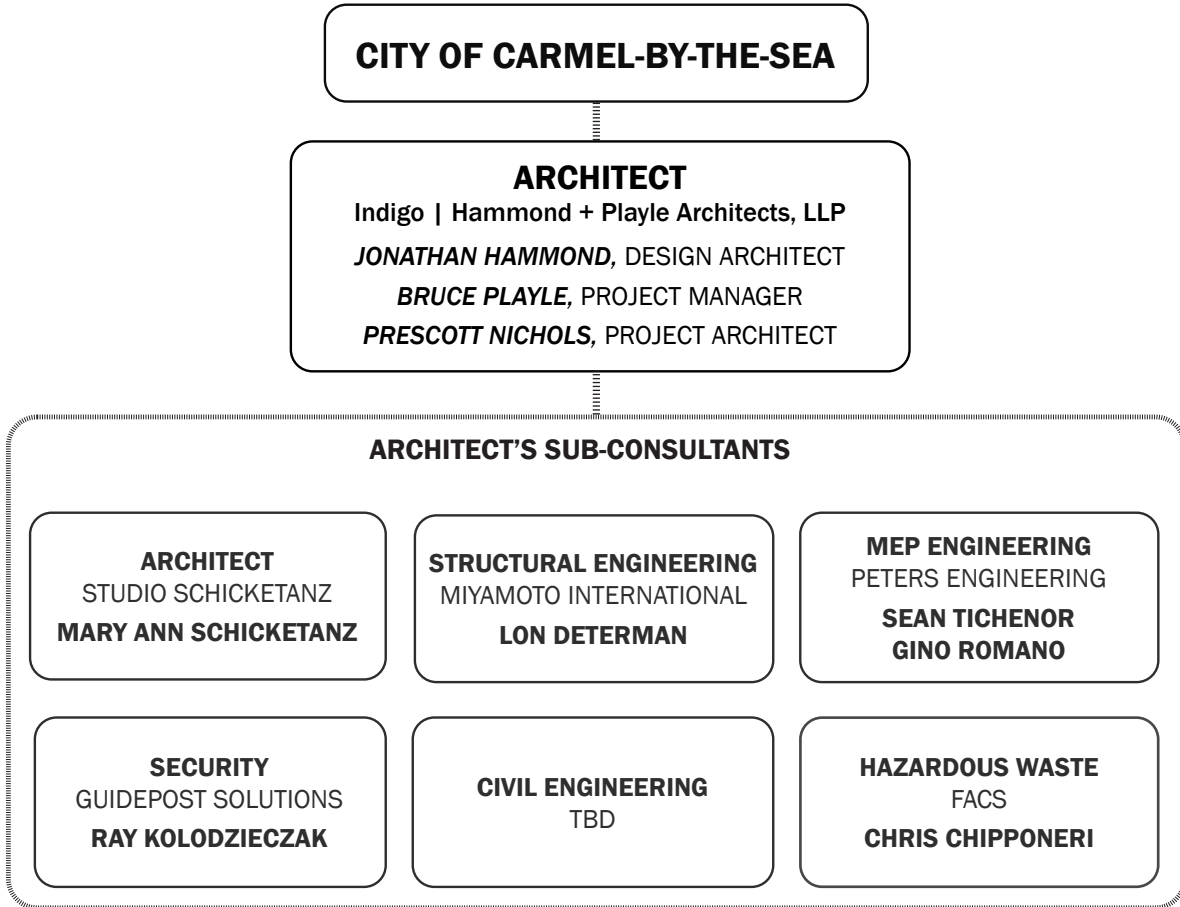 CITY OF CARMEL-BY-THE-SEA
ARCHITECT
Indigo | Hammond + Playle Architects, LLP
JONATHAN HAMMOND, DESIGN ARCHITECT
BRUCE PLAYLE, PROJECT MANAGER
PRESCOTT NICHOLS, PROJECT ARCHITECT
ARCHITECT’S SUB-CONSULTANTS
ARCHITECT
STUDIO SCHICKETANZ
MARY ANN SCHICKETANZ
STRUCTURAL ENGINEERING
MIYAMOTO INTERNATIONAL
LON DETERMAN
MEP ENGINEERING
PETERS ENGINEERING
SEAN TICHENOR
GINO ROMANO
SECURITY
GUIDEPOST SOLUTIONS
RAY KOLODZIECZAK
CIVIL ENGINEERING
TBD
HAZARDOUS WASTE
FACS
CHRIS CHIPPONERI